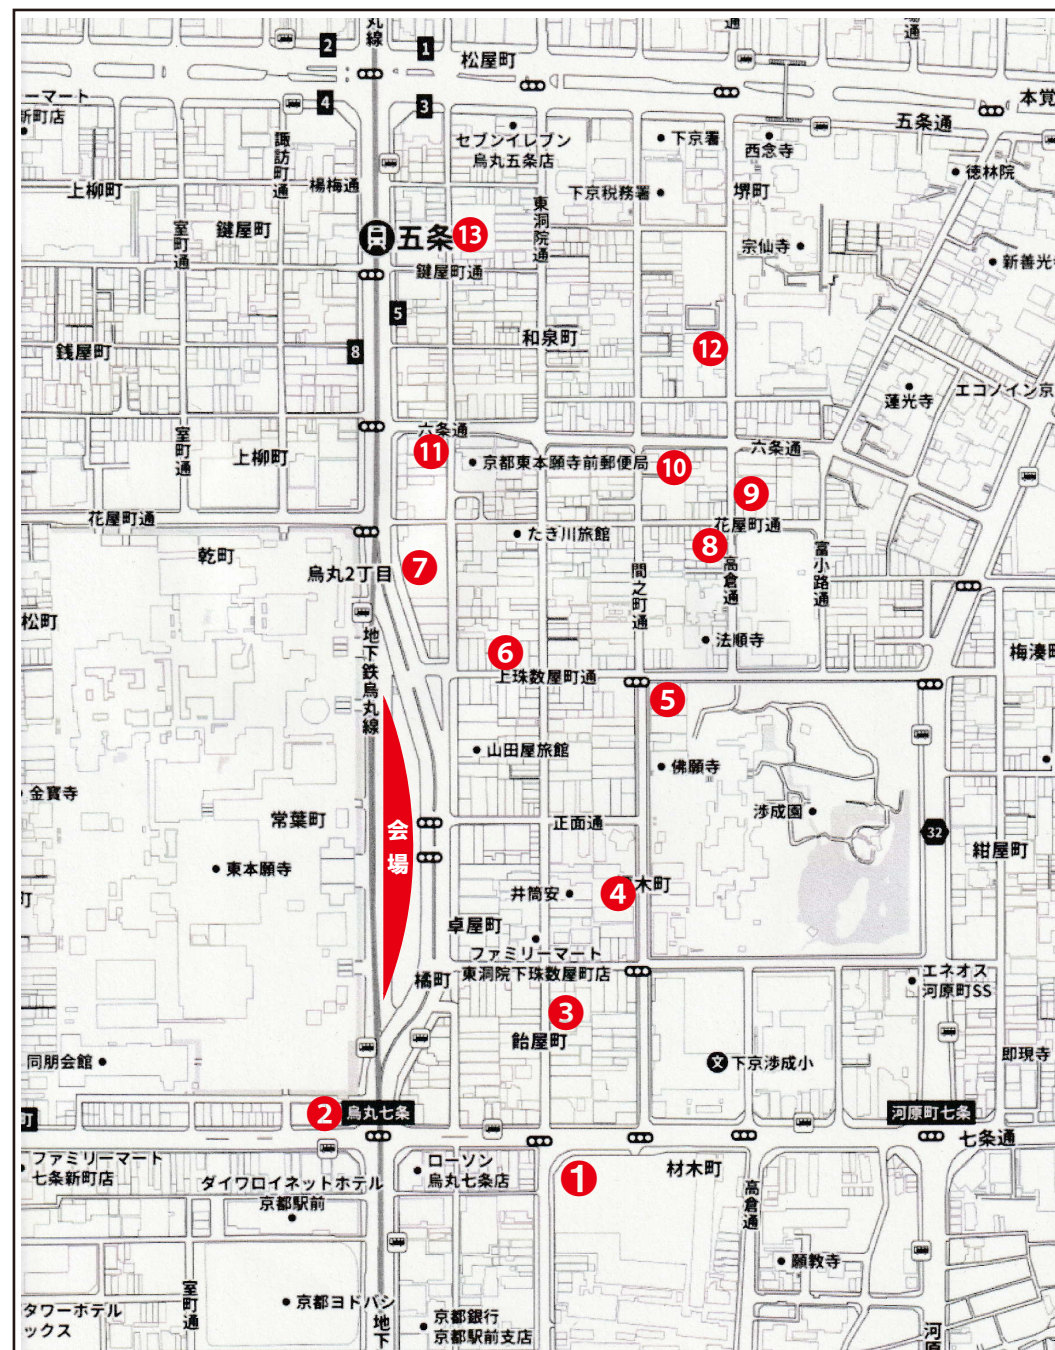 丸線
通
場通
2
1
松屋町
4
3
ーマート
新町店
本覚
五条通
諏訪町通
セブンイレブン
烏丸五条店
下京署
西念寺
徳林院
上柳町
楊梅通
下京税務署
堺町
東洞院通
室町通
鍵屋町
五条
13
宗仙寺
新善光寺
鍵屋町通
5
銭屋町
8
和泉町
12
蓮光寺
エコノイン京
六条通
室町通
上柳町
11
京都東本願寺前郵便局
10
六条通
9
花屋町通
花屋町通
たき川旅館
8
乾町
烏丸2丁目
7
間之町通
高倉通
富小路通
松町
地下鉄烏丸線
法順寺
梅湊町
6
上珠数屋町通
5
山田屋旅館
佛願寺
金寶寺
常葉町
会場
正面通
渉成園
32
紺屋町
東本願寺
井筒安
4
木町
町
卓屋町
ファミリーマート
東洞院下珠数屋町店
橘町
エネオス
河原町SS
3
飴屋町
同朋会館
文
下京渉成小
即現寺
町
2
烏丸七条
河原町七条
七条通
ファミリーマート
七条新町店
ローソン
烏丸七条店
1
材木町
ダイワロイネットホテル
京都駅前
高倉通
願教寺
室町通
京都ヨドバシ
タワーホテル
ックス
地下
京都銀行
京都駅前支店
河原